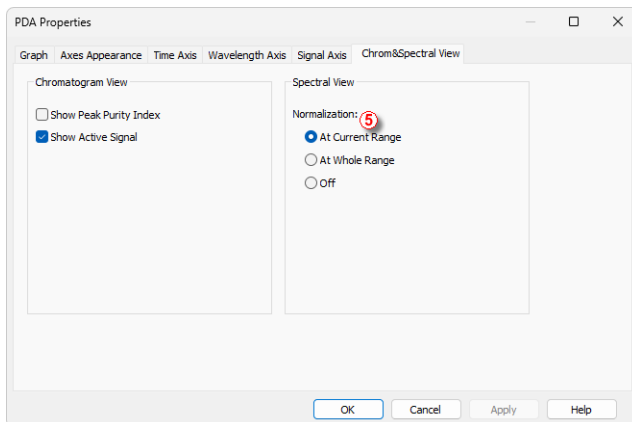 PDA Properties
Graph Axes Appearance Time Axis Wavelength Axis Signal Axis Chrom&Spectral View
Chromatogram View
Show Peak Purity Index
Show Active Signal
Spectral View
Normalization:
5
At Current Range
At Whole Range
Off
OK Cancel Apply Help